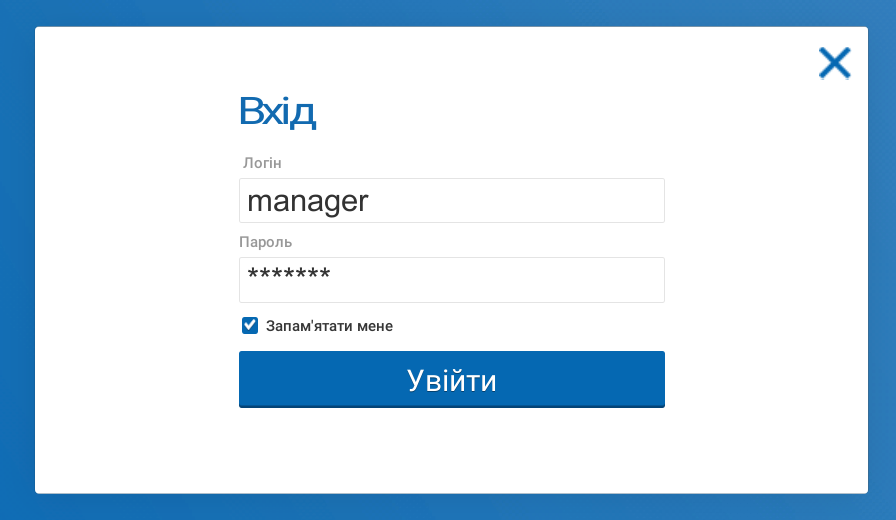 Вхід
Логін
manager
Пароль
*******
Запам'ятати мене
Увійти